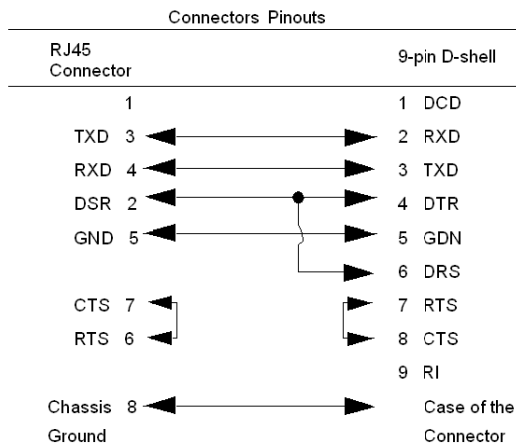 Connectors Pinouts
RJ45 Connector
9-pin D-shell
1 1 DCD
TXD 3 2 RXD
RXD 4 3 TXD
DSR 2 4 DTR
GND 5 5 GDN
6 DRS
CTS 7 7 RTS
RTS 6 8 CTS
9 RI
Chassis 8 Case of the
Ground Connector